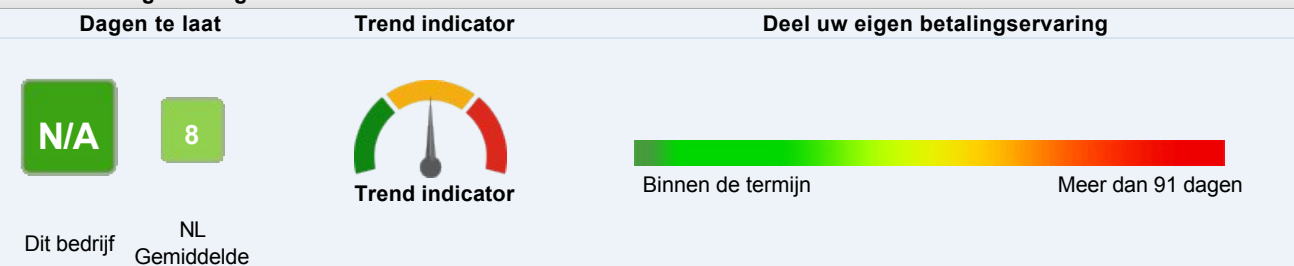 Dagen te laat Trend indicator Deel uw eigen betalingservaring
N/A 8
Trend indicator
Binnen de termijn Meer dan 91 dagen
Dit bedrijf NL
Gemiddelde